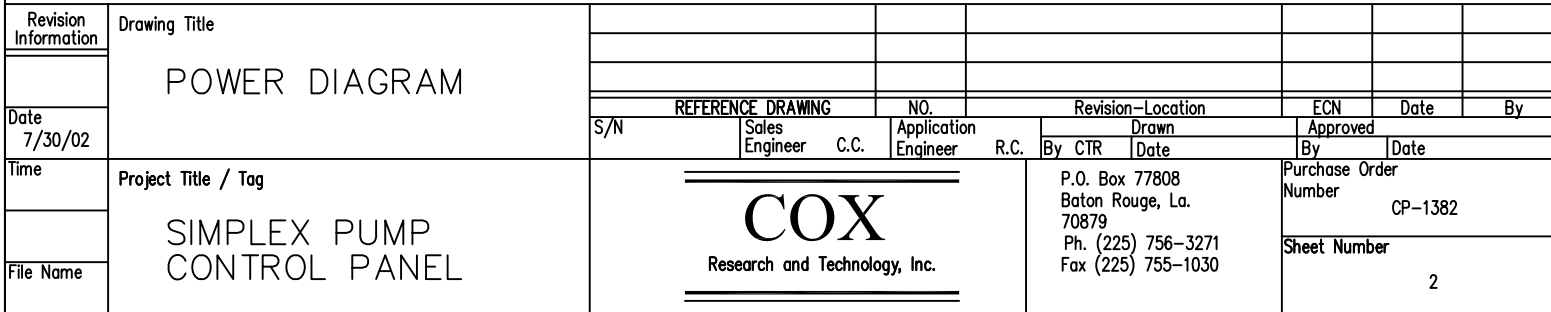 Revision
Information
Date
7/30/02
Time
File Name
Drawing Title
POWER DIAGRAM
Project Title / Tag
SIMPLEX PUMP
CONTROL PANEL
REFERENCE DRAWING NO. Revision-Location ECN Date By
S/N
Sales
Engineer C.C.
Application
Engineer R.C.
Drawn
By CTR Date
Approved
By Date
COX
Research and Technology, Inc.
P.O. Box 77808
Baton Rouge, La.
70879
Ph. (225) 756-3271
Fax (225) 755-1030
Purchase Order
Number
CP-1382
Sheet Number
2